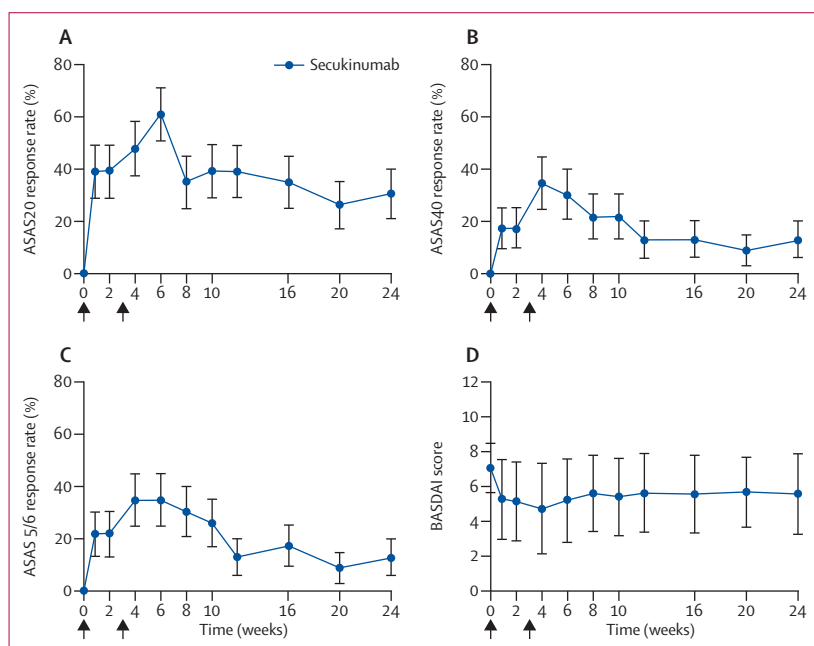 A
Secukinumab
ASAS20 response rate (%)
80
60
40
20
0
0 2 4 6 8 10 16 20 24
B
ASAS40 response rate (%)
80
60
40
20
0
0 2 4 6 8 10 16 20 24
C
ASAS 5/6 response rate (%)
80
60
40
20
0
0 2 4 6 8 10 16 20 24
Time (weeks)
D
BASDAI score
12
10
8
6
4
2
0
0 2 4 6 8 10 16 20 24
Time (weeks)